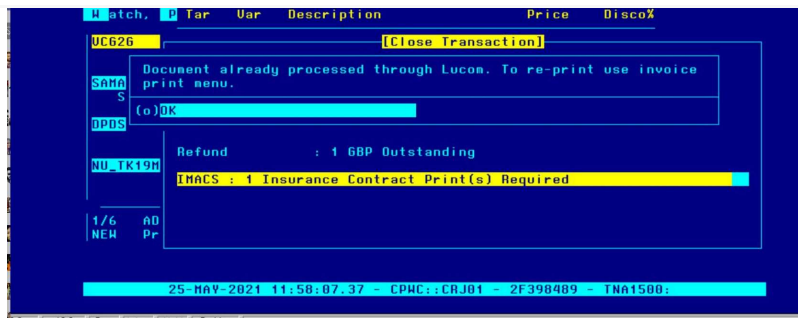 W atch, P Tar Var Description Price Disco%
UC626 [Close Transaction]
Document already processed through Lucom. To re-print use invoice
SAMA print menu.
S
(o)OK
DPDS
Refund : 1 GBP Outstanding
NU_TK19M
IMACS : 1 Insurance Contract Print(s) Required
1/6 AD
NEW Pr
25-MAY-2021 11:58:07.37 - CPWC::CRJ01 - 2F398489 - TNA1500: